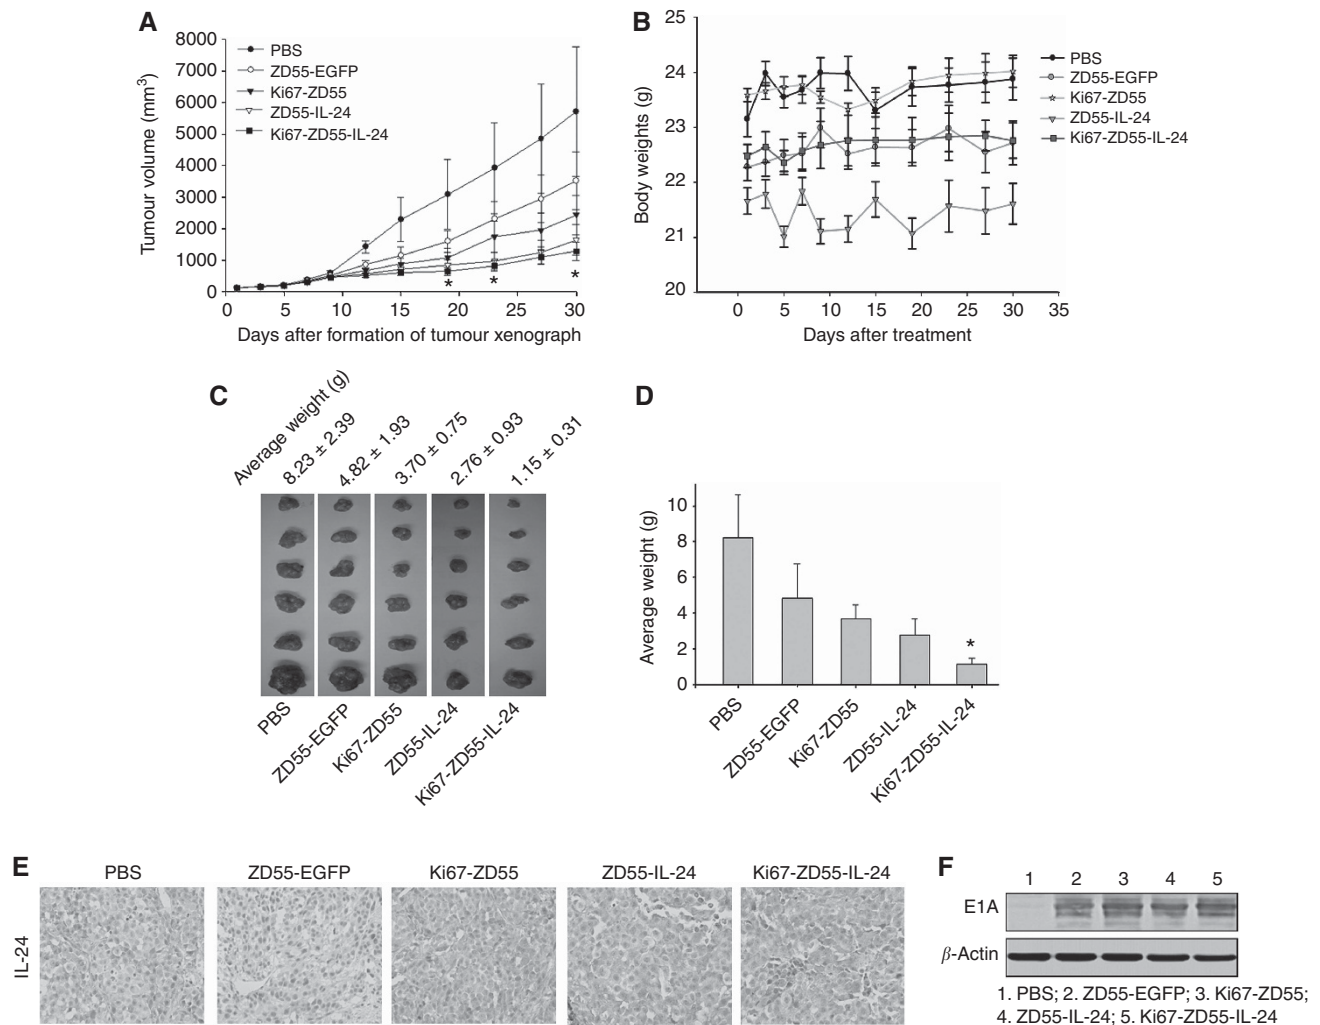 A
8000
7000
6000
5000
4000
3000
2000
1000
0
Tumour volume (mm3)
PBS
ZD55-EGFP
Ki67-ZD55
ZD55-IL-24
Ki67-ZD55-IL-24
*
*
*
0 5 10 15 20 25 30
Days after formation of tumour xenograph
B
25
24
23
22
21
20
Body weights (g)
PBS
ZD55-EGFP
Ki67-ZD55
ZD55-IL-24
Ki67-ZD55-IL-24
0 5 10 15 20 25 30 35
Days after treatment
C
Average weight (g)
8.23 ± 2.39
4.82 ± 1.93
3.70 ± 0.75
2.76 ± 0.93
1.15 ± 0.31
PBS
ZD55-EGFP
Ki67-ZD55
ZD55-IL-24
Ki67-ZD55-IL-24
D
10
8
6
4
2
0
Average weight (g)
*
PBS
ZD55-EGFP
Ki67-ZD55
ZD55-IL-24
Ki67-ZD55-IL-24
E
PBS ZD55-EGFP Ki67-ZD55 ZD55-IL-24 Ki67-ZD55-IL-24
IL-24
F
1 2 3 4 5
E1A
β-Actin
1. PBS; 2. ZD55-EGFP; 3. Ki67-ZD55;
4. ZD55-IL-24; 5. Ki67-ZD55-IL-24